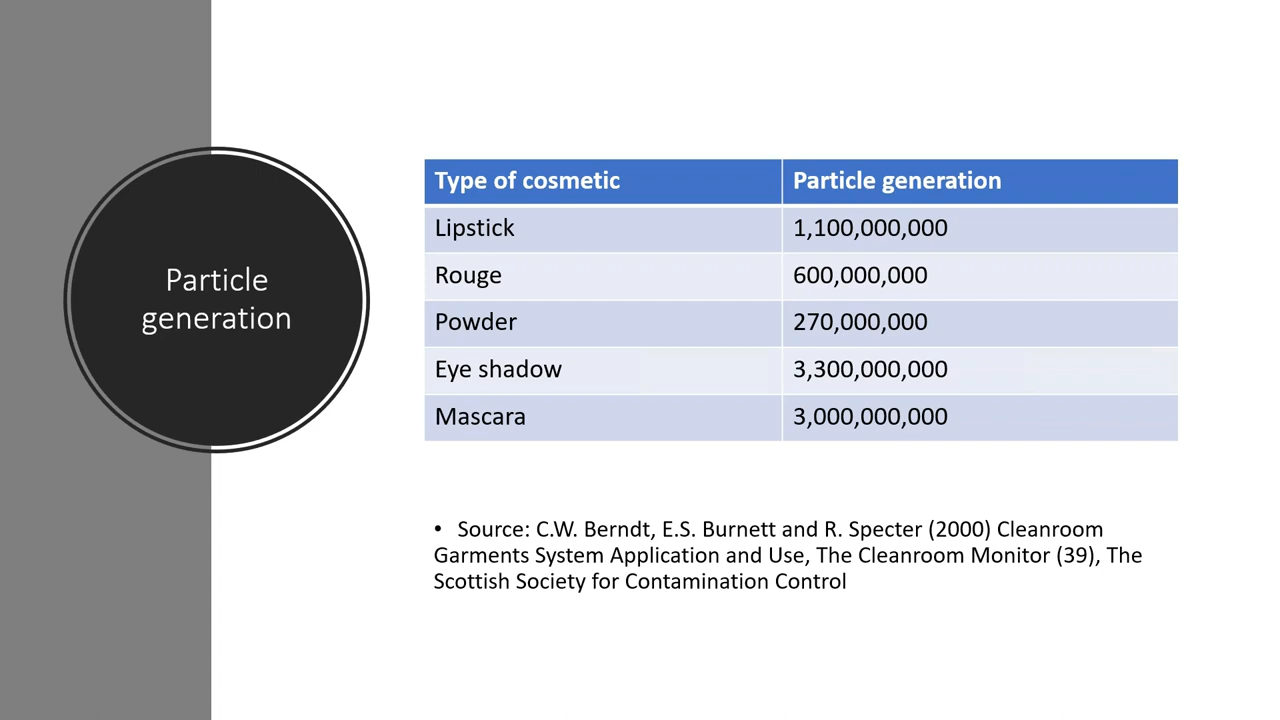 Particle
generation
Type of cosmetic Particle generation
Lipstick 1,100,000,000
Rouge 600,000,000
Powder 270,000,000
Eye shadow 3,300,000,000
Mascara 3,000,000,000
• Source: C.W. Berndt, E.S. Burnett and R. Specter (2000) Cleanroom
Garments System Application and Use, The Cleanroom Monitor (39), The
Scottish Society for Contamination Control